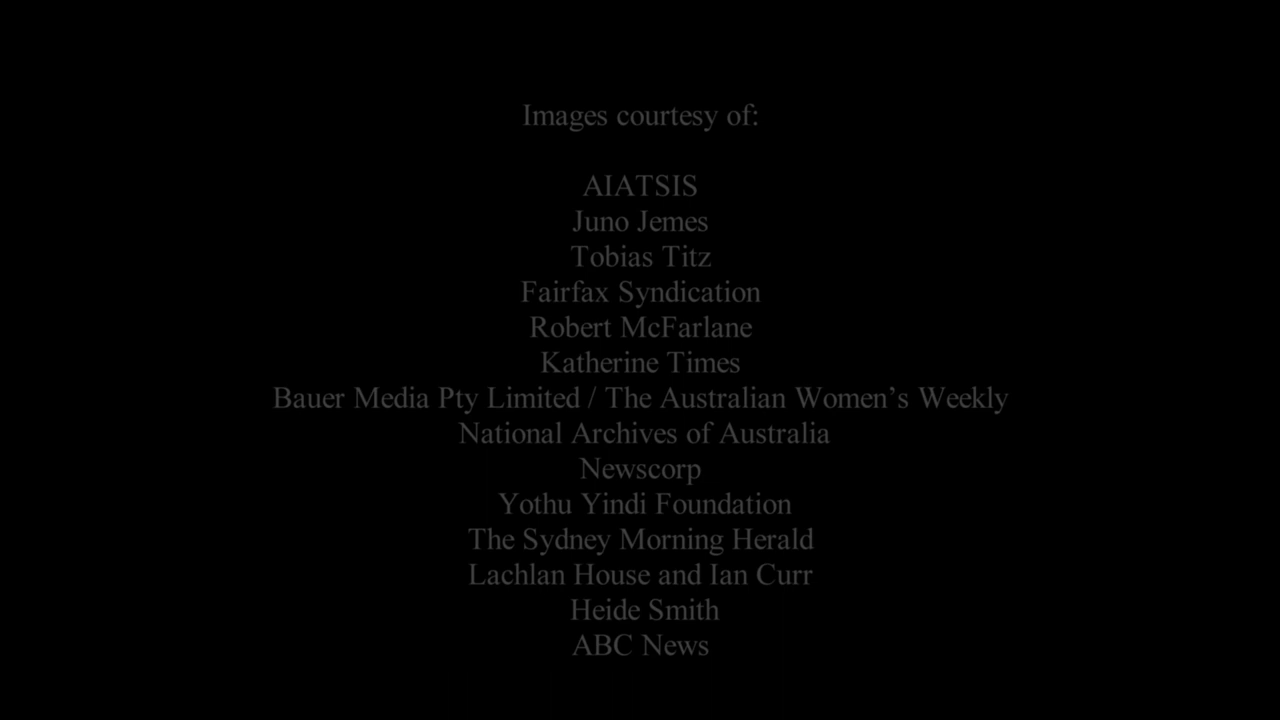 Images courtesy of:
AIATSIS
Juno Jemes
Tobias Titz
Fairfax Syndication
Robert McFarlane
Katherine Times
Bauer Media Pty Limited / The Australian Women’s Weekly
National Archives of Australia
Newscorp
Yothu Yindi Foundation
The Sydney Morning Herald
Lachlan House and Ian Curr
Heide Smith
ABC News